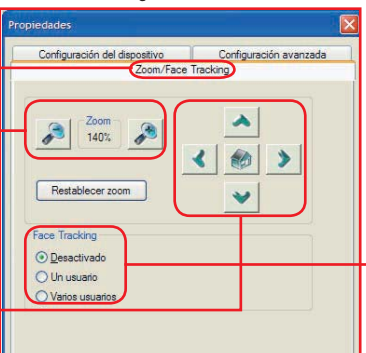 Propiedades
Configuración del dispositivo
Configuración avanzada
Zoom/Face Tracking
Zoom
140%
Restablecer zoom
Face Tracking
Desactivado
Un usuario
Varios usuarios